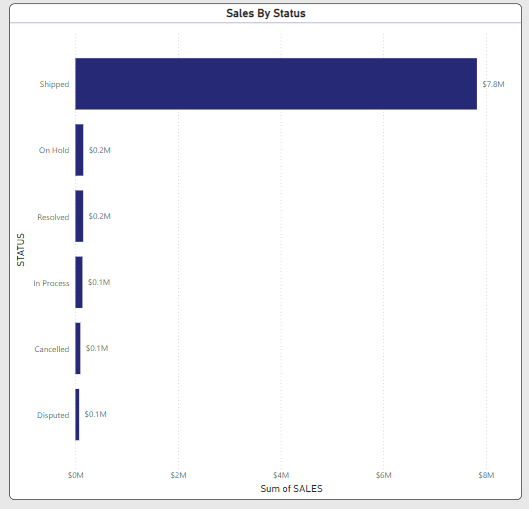 Sales By Status
STATUS
Shipped $7.8M
On Hold $0.2M
Resolved $0.2M
In Process $0.1M
Cancelled $0.1M
Disputed $0.1M
$0M $2M $4M $6M $8M
Sum of SALES